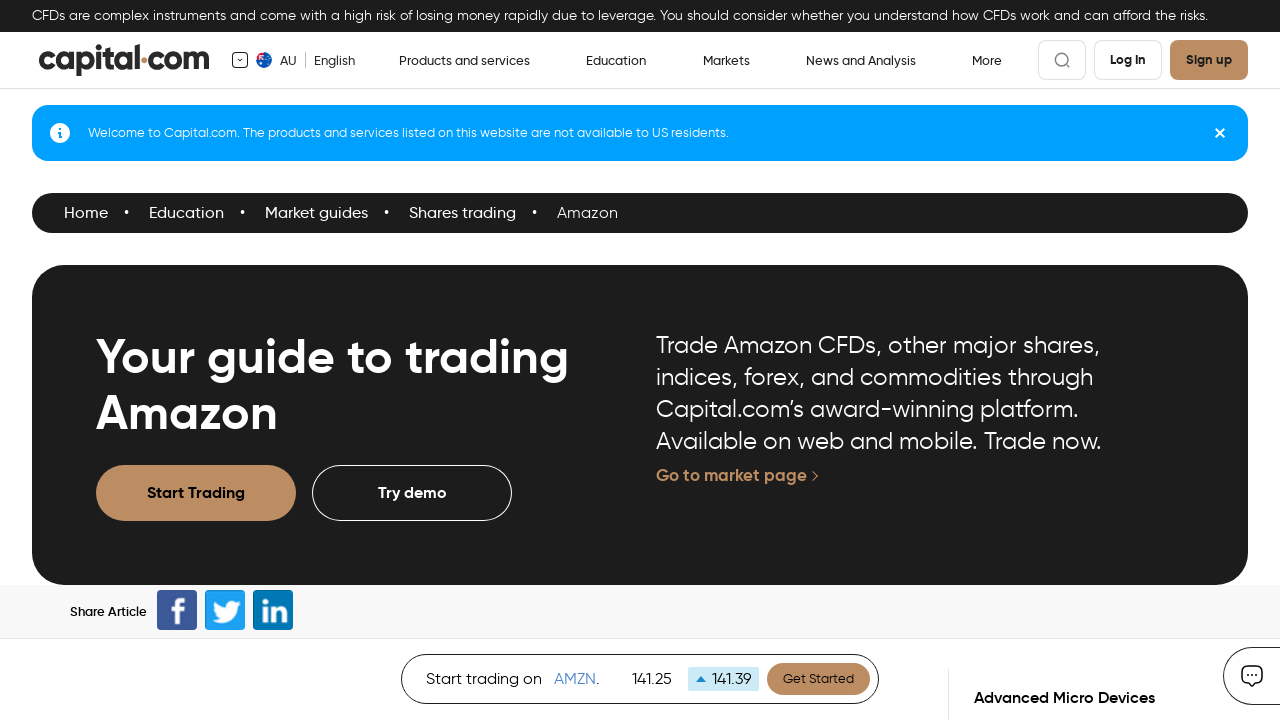 CFDs are complex instruments and come with a high risk of losing money rapidly due to leverage. You should consider whether you understand how CFDs work and can afford the risks.
capital.com
AU English Products and services Education Markets News and Analysis More Log In Sign up
Welcome to Capital.com. The products and services listed on this website are not available to US residents.
Home • Education • Market guides • Shares trading • Amazon
Your guide to trading
Amazon
Start Trading Try demo
Trade Amazon CFDs, other major shares,
indices, forex, and commodities through
Capital.com’s award-winning platform.
Available on web and mobile. Trade now.
Go to market page
Share Article
Start trading on AMZN. 141.25 141.39 Get Started
Advanced Micro Devices